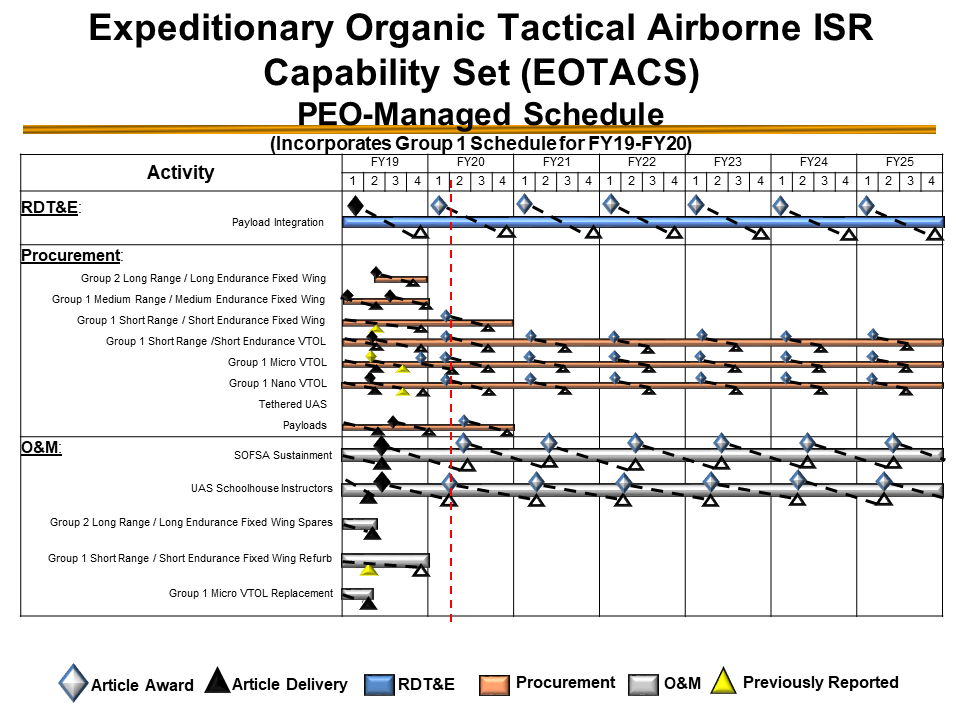 Expeditionary Organic Tactical Airborne ISR
Capability Set (EOTACS)
PEO-Managed Schedule
(Incorporates Group 1 Schedule for FY19-FY20)
Activity
FY19 FY20 FY21 FY22 FY23 FY24 FY25
1 2 3 4 1 2 3 4 1 2 3 4 1 2 3 4 1 2 3 4 1 2 3 4 1 2 3 4
RDT&E:
Payload Integration
Procurement:
Group 2 Long Range / Long Endurance Fixed Wing
Group 1 Medium Range / Medium Endurance Fixed Wing
Group 1 Short Range / Short Endurance Fixed Wing
Group 1 Short Range /Short Endurance VTOL
Group 1 Micro VTOL
Group 1 Nano VTOL
Tethered UAS
Payloads
O&M:
SOFSA Sustainment
UAS Schoolhouse Instructors
Group 2 Long Range / Long Endurance Fixed Wing Spares
Group 1 Short Range / Short Endurance Fixed Wing Refurb
Group 1 Micro VTOL Replacement
Article Award Article Delivery RDT&E Procurement O&M Previously Reported